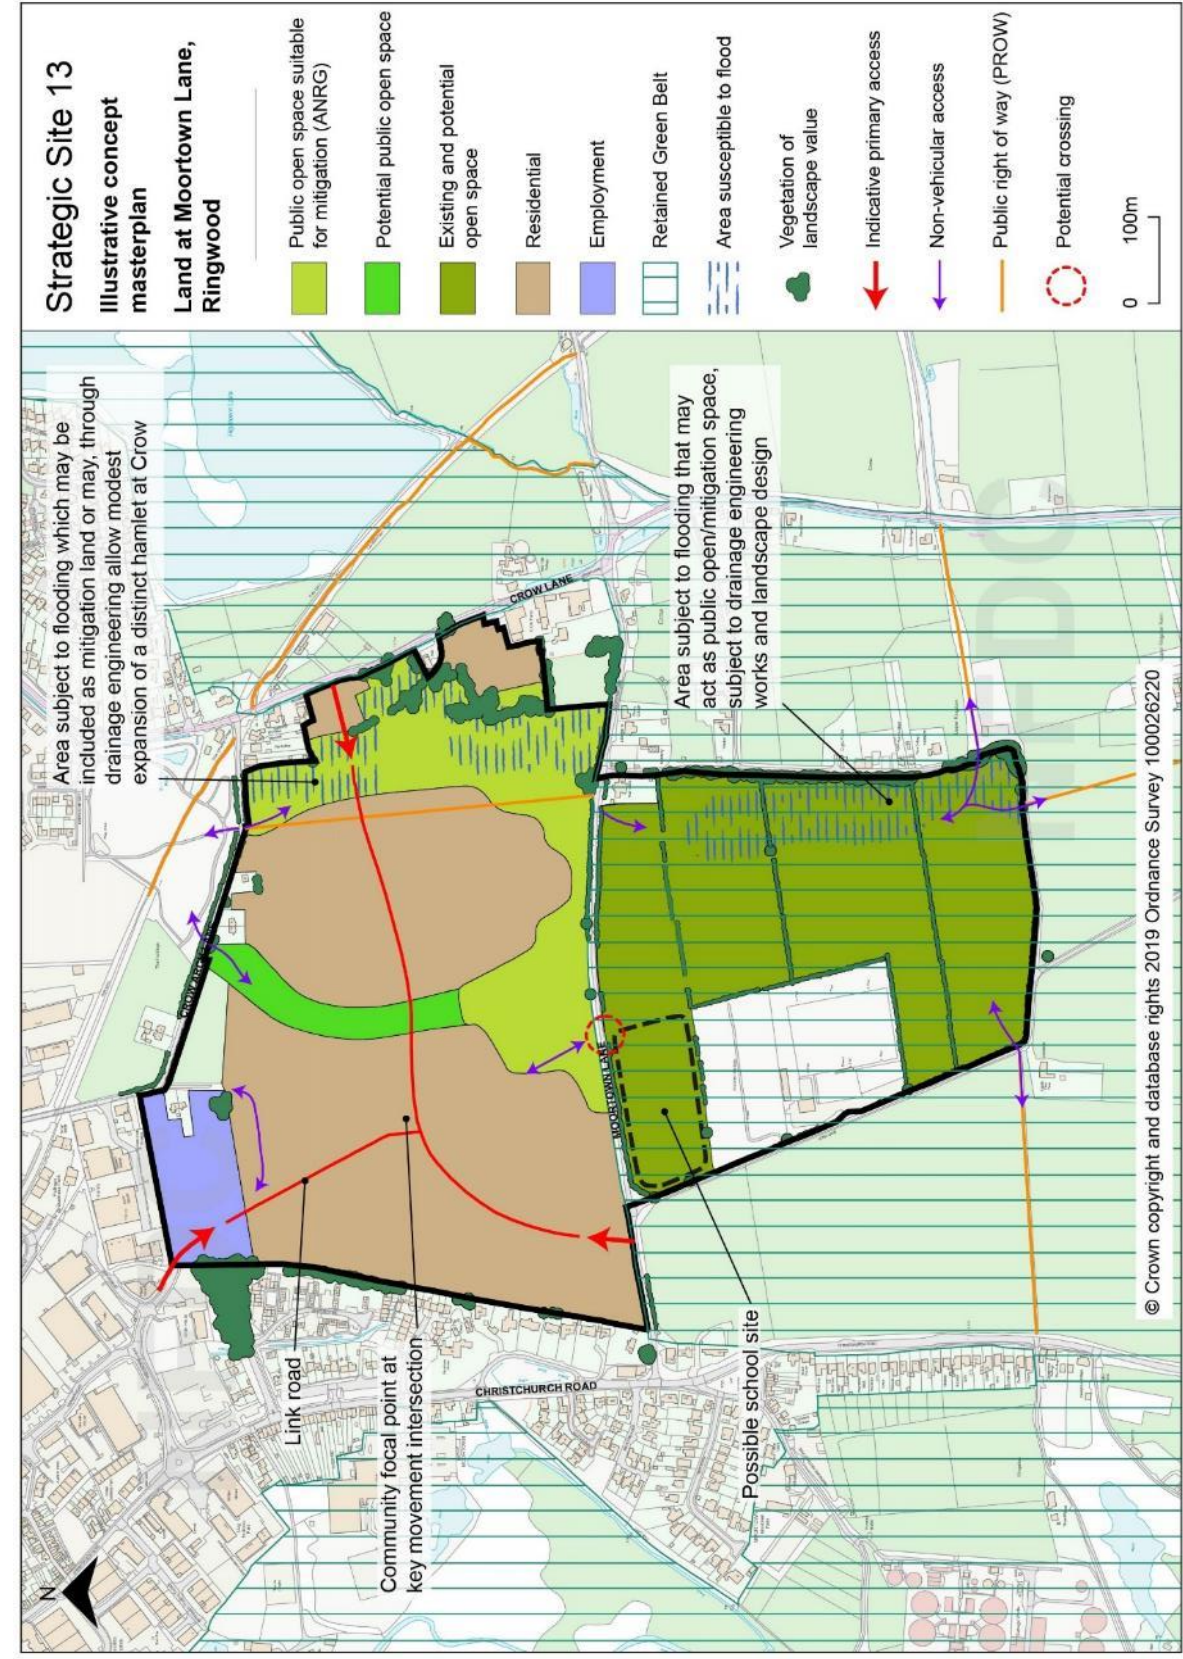 Strategic Site 13
Illustrative concept
masterplan
Land at Moortown Lane,
Ringwood
Public open space suitable
for mitigation (ANRG)
Potential public open space
Existing and potential
open space
Residential
Employment
Retained Green Belt
Area susceptible to flood
Vegetation of
landscape value
Indicative primary access
Non-vehicular access
Public right of way (PROW)
Potential crossing
0 100m
Area subject to flooding which may be
included as mitigation land or may, through
drainage engineering allow modest
expansion of a distinct hamlet at Crow
CROW LANE
Area subject to flooding that may
act as public open/mitigation space,
subject to drainage engineering
works and landscape design
MOORTOWN LANE
Link road
Community focal point at
key movement intersection
CHRISTCHURCH ROAD
Possible school site
N
© Crown copyright and database rights 2019 Ordnance Survey 100026220